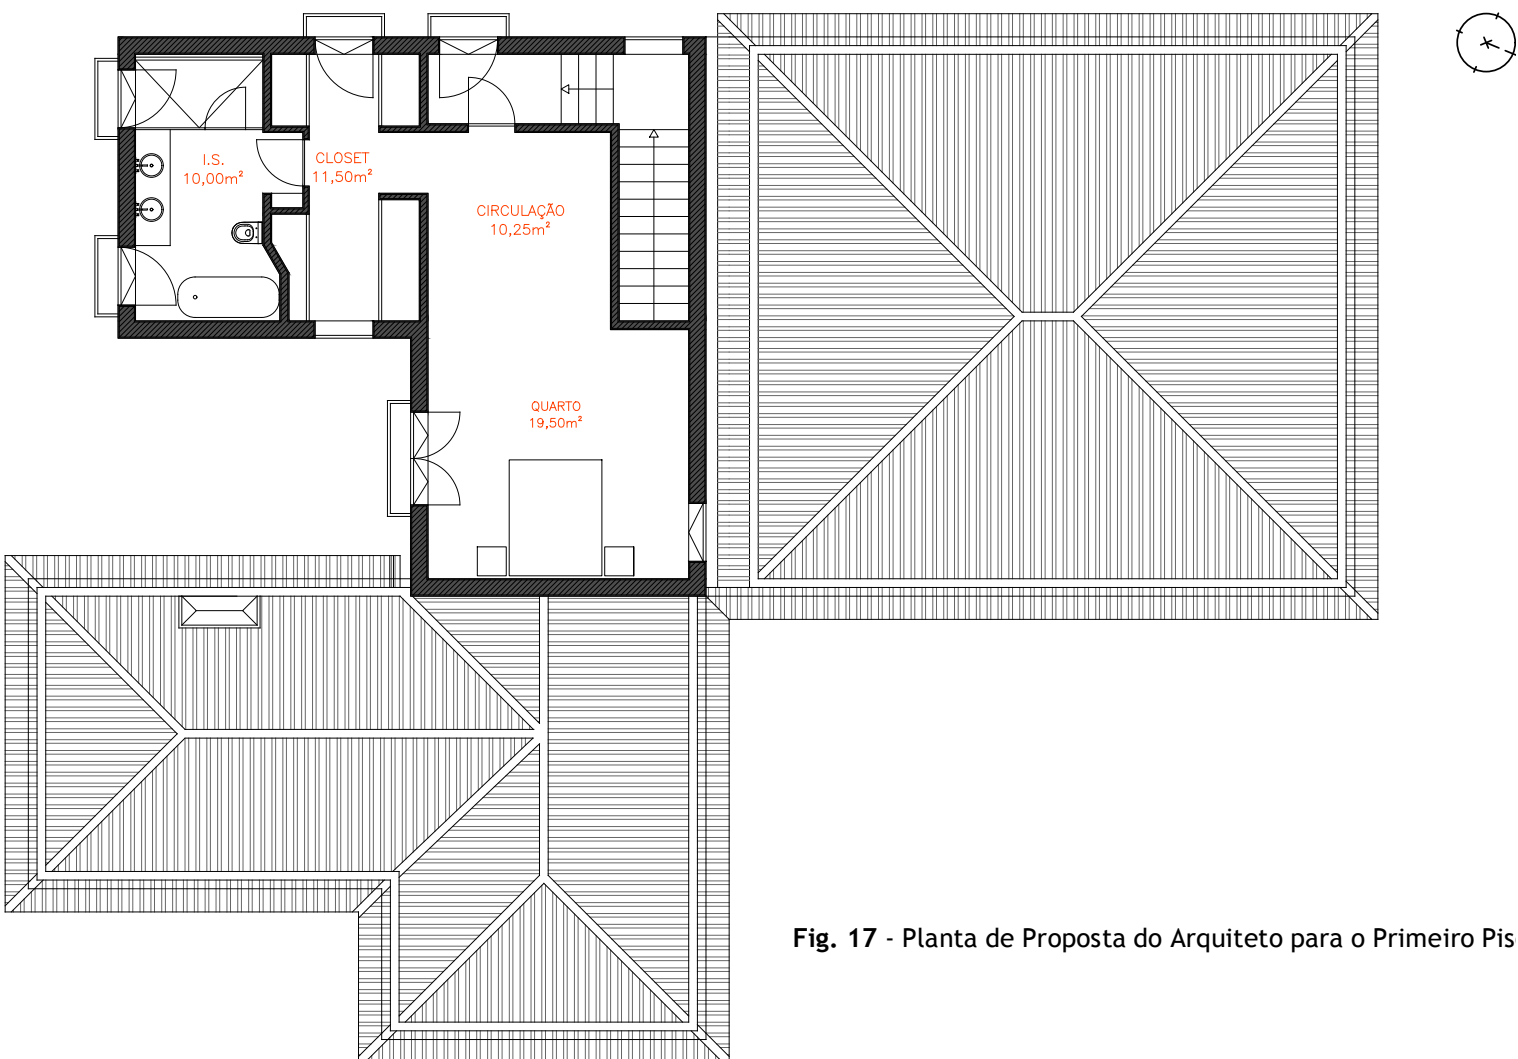 I.S.
10,00m²
CLOSET
11,50m²
CIRCULAÇÃO
10,25m²
QUARTO
19,50m²
Fig. 17 - Planta de Proposta do Arquiteto para o Primeiro Pis